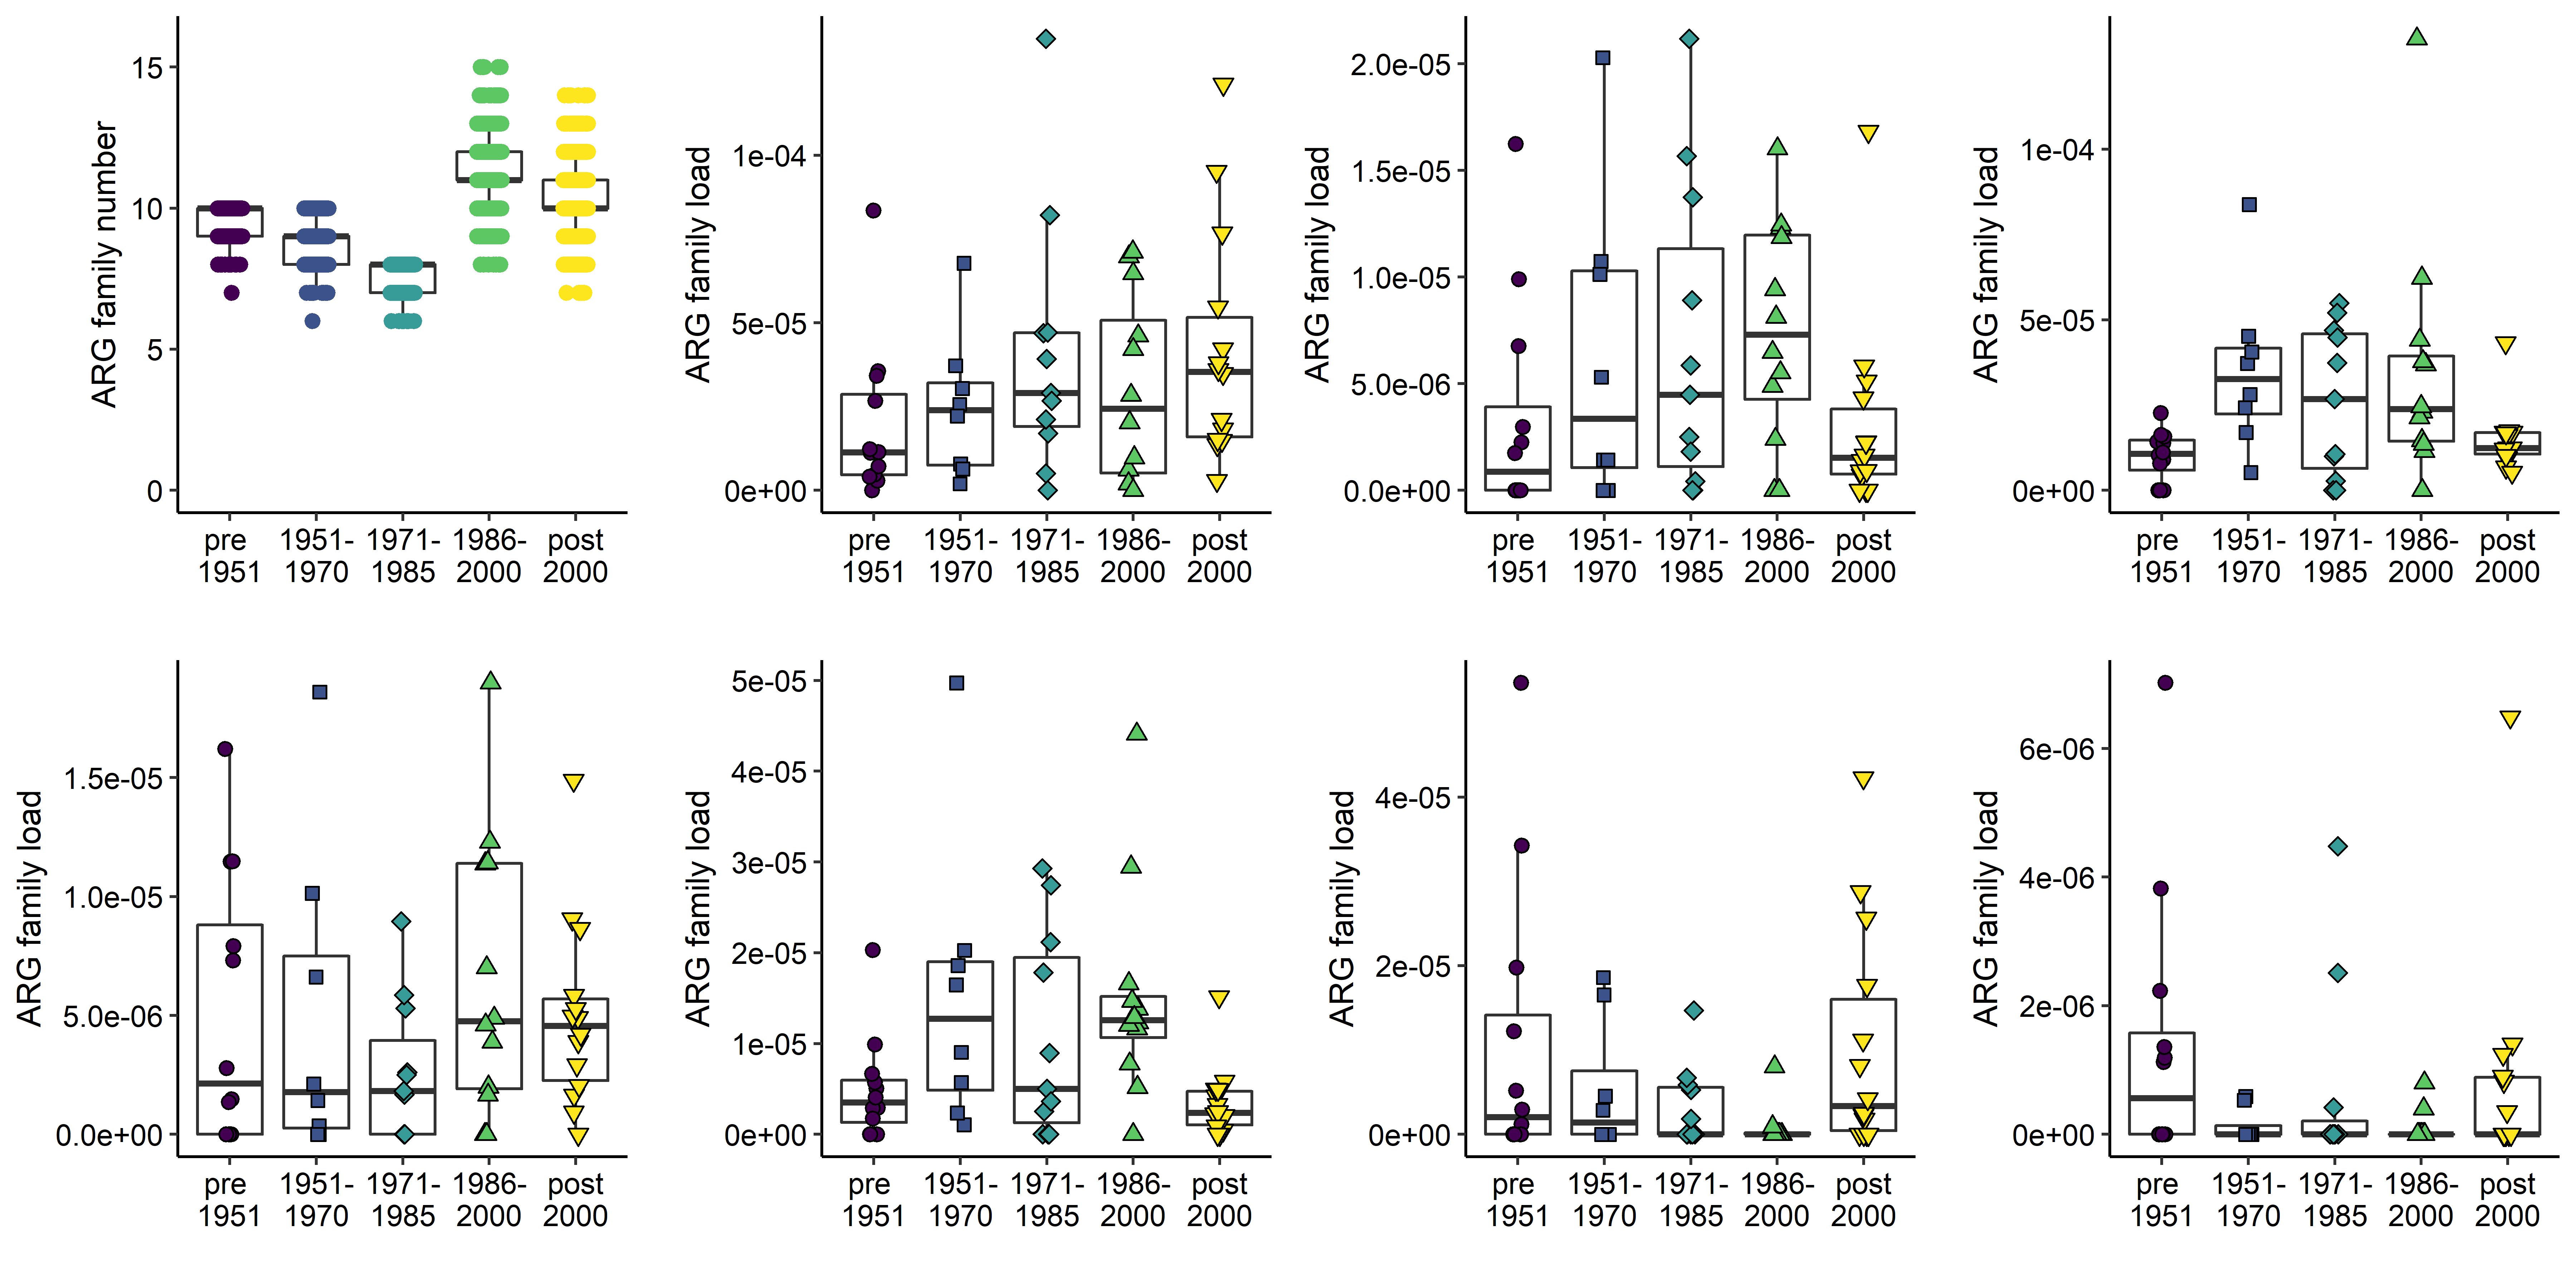 ARG family number
15
10
5
0
pre 1951- 1971- 1986- post
1951 1970 1985 2000 2000
ARG family load
1e-04
5e-05
0e+00
pre 1951- 1971- 1986- post
1951 1970 1985 2000 2000
ARG family load
2.0e-05
1.5e-05
1.0e-05
5.0e-06
0.0e+00
pre 1951- 1971- 1986- post
1951 1970 1985 2000 2000
ARG family load
1e-04
5e-05
0e+00
pre 1951- 1971- 1986- post
1951 1970 1985 2000 2000
ARG family load
1.5e-05
1.0e-05
5.0e-06
0.0e+00
pre 1951- 1971- 1986- post
1951 1970 1985 2000 2000
ARG family load
5e-05
4e-05
3e-05
2e-05
1e-05
0e+00
pre 1951- 1971- 1986- post
1951 1970 1985 2000 2000
ARG family load
4e-05
2e-05
0e+00
pre 1951- 1971- 1986- post
1951 1970 1985 2000 2000
ARG family load
6e-06
4e-06
2e-06
0e+00
pre 1951- 1971- 1986- post
1951 1970 1985 2000 2000